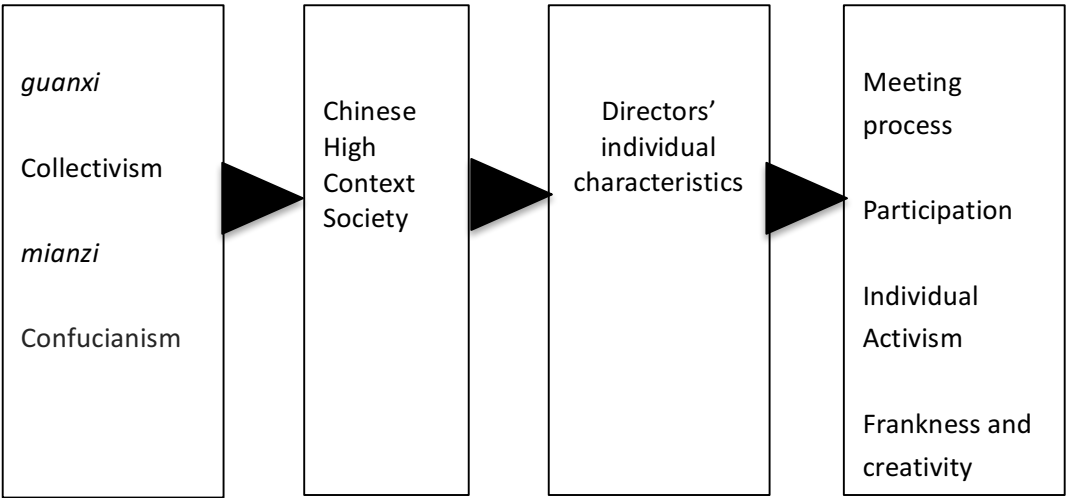 guanxi
Collectivism
mianzi
Confucianism
Chinese
High
Context
Society
Directors’
individual
characteristics
Meeting
process
Participation
Individual
Activism
Frankness and
creativity